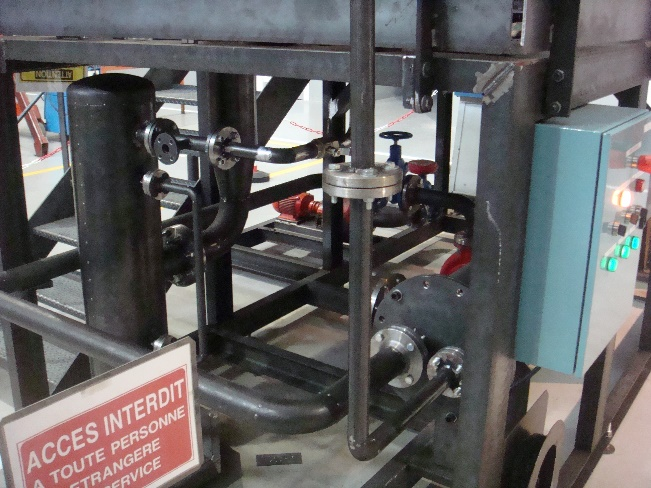 ACCES INTERDIT
A TOUTE PERSONNE
ETRANGERE
SERVICE